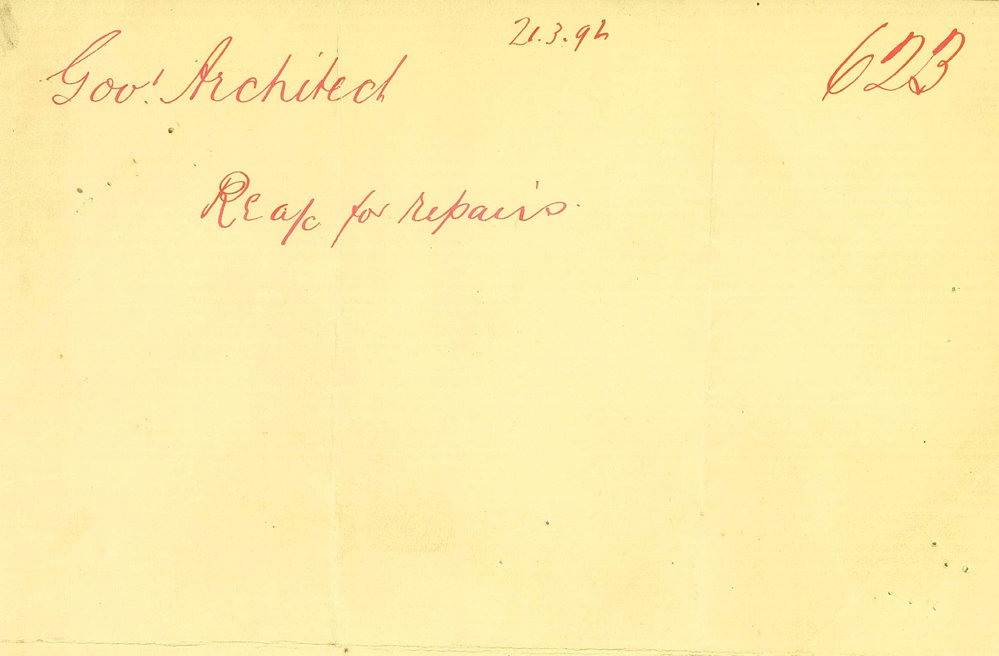 21.3.92
Govt. Architect 623
RE a/c for repairs.